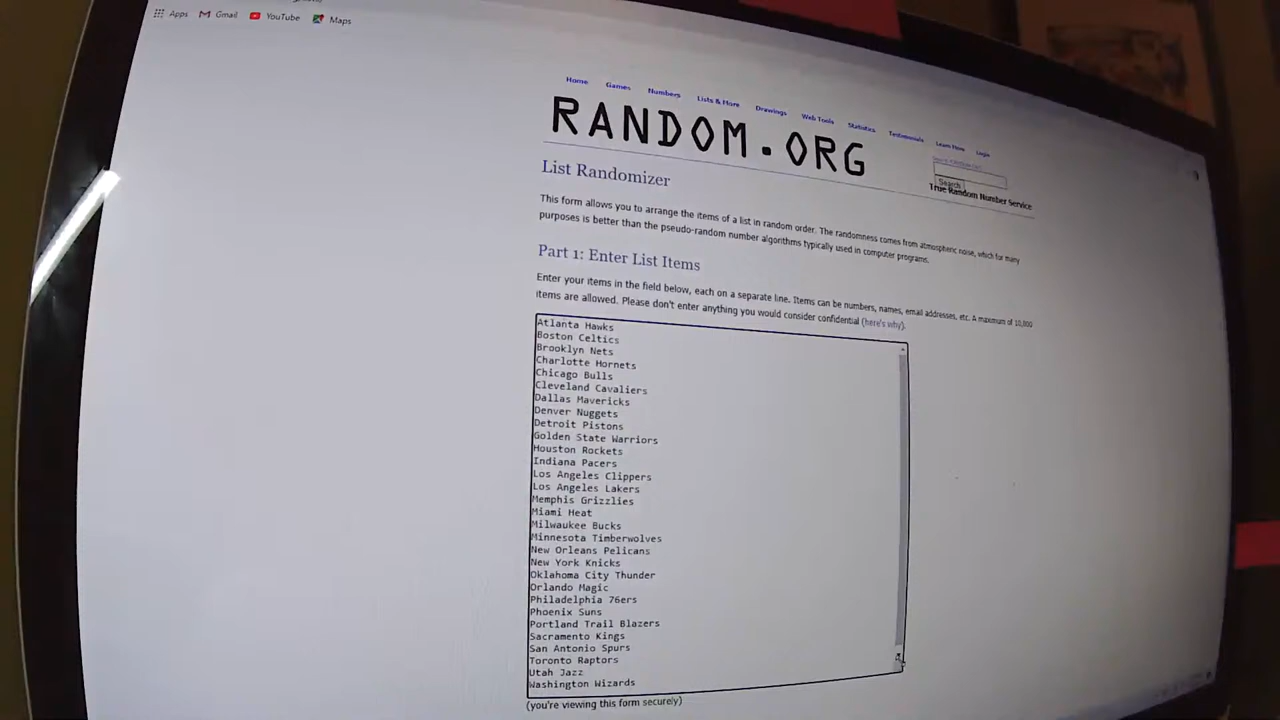 Apps Gmail YouTube Maps
Home Games Numbers Lists & More Drawings Web Tools Statistics Testimonials Learn More Login
RANDOM.ORG
Search
True Random Number Service
List Randomizer
This form allows you to arrange the items of a list in random order. The randomness comes from atmospheric noise, which for many
purposes is better than the pseudo-random number algorithms typically used in computer programs.
Part 1: Enter List Items
Enter your items in the field below, each on a separate line. Items can be numbers, names, email addresses, etc. A maximum of 10,000
items are allowed. Please don't enter anything you would consider confidential (here's why).
Atlanta Hawks
Boston Celtics
Brooklyn Nets
Charlotte Hornets
Chicago Bulls
Cleveland Cavaliers
Dallas Mavericks
Denver Nuggets
Detroit Pistons
Golden State Warriors
Houston Rockets
Indiana Pacers
Los Angeles Clippers
Los Angeles Lakers
Memphis Grizzlies
Miami Heat
Milwaukee Bucks
Minnesota Timberwolves
New Orleans Pelicans
New York Knicks
Oklahoma City Thunder
Orlando Magic
Philadelphia 76ers
Phoenix Suns
Portland Trail Blazers
Sacramento Kings
San Antonio Spurs
Toronto Raptors
Utah Jazz
Washington Wizards
(you're viewing this form securely)